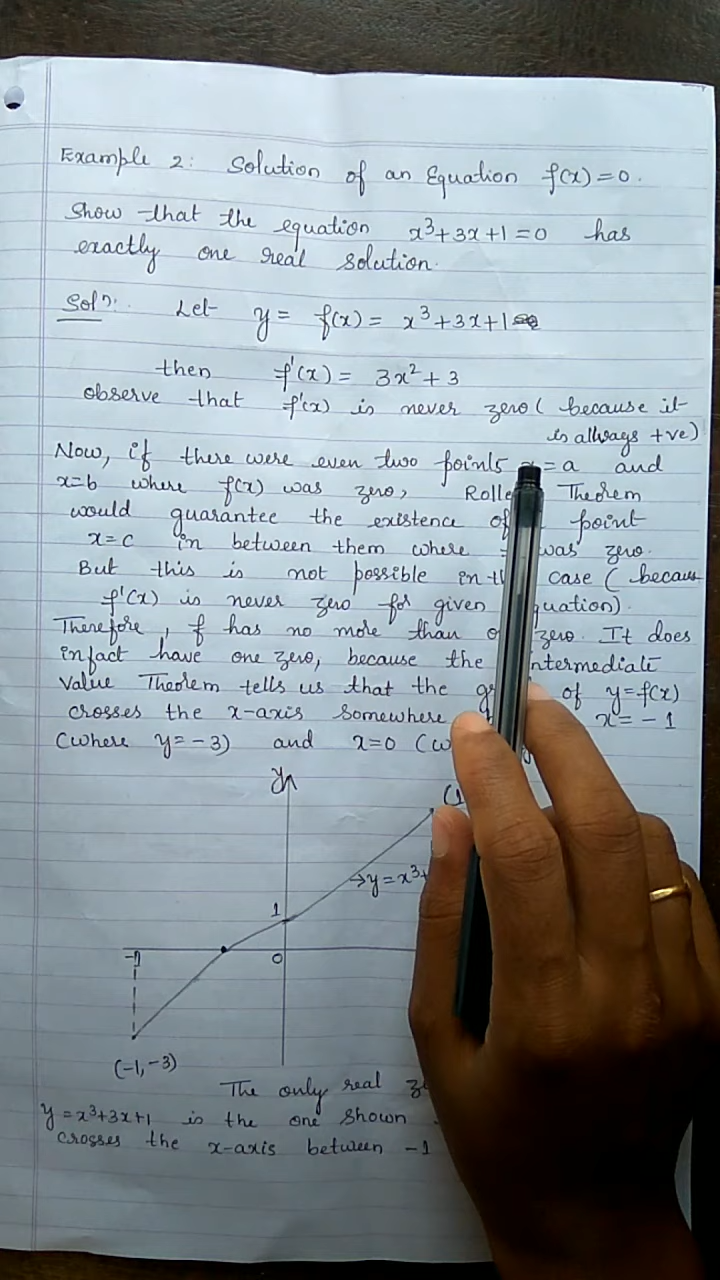 Example 2: Solution of an Equation f(x)=0.
Show that the equation x³+3x+1=0 has
exactly one real solution.
Solⁿ: Let y = f(x) = x³+3x+1
then f'(x) = 3x²+3
observe that f'(x) is never zero (because it
is allways +ve)
Now, if there were even two points =a and
x=b where f(x) was zero, Rolle Theorem
would guarantee the existence of point
x=c in between them where was zero.
But this is not possible in case (becaus
f'(x) is never zero for given quation).
Therefore, f has no more than zero. It does
infact have one zero, because the ntermediate
Value Theorem tells us that the of y=f(x)
crosses the x-axis somewhere x=-1
(where y=-3) and x=0 (
y
(1
→y=x³+
1
-1 0
(-1,-3)
The only real
y=x³+3x+1 is the one shown
crosses the x-axis between -1